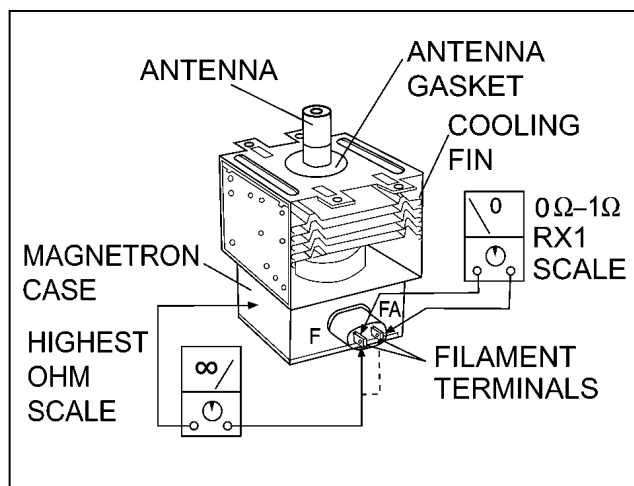 ANTENNA
ANTENNA
GASKET
COOLING
FIN
0
0Ω–1Ω
RX1
SCALE
MAGNETRON
CASE
FA
F
HIGHEST
OHM
SCALE
∞
FILAMENT
TERMINALS